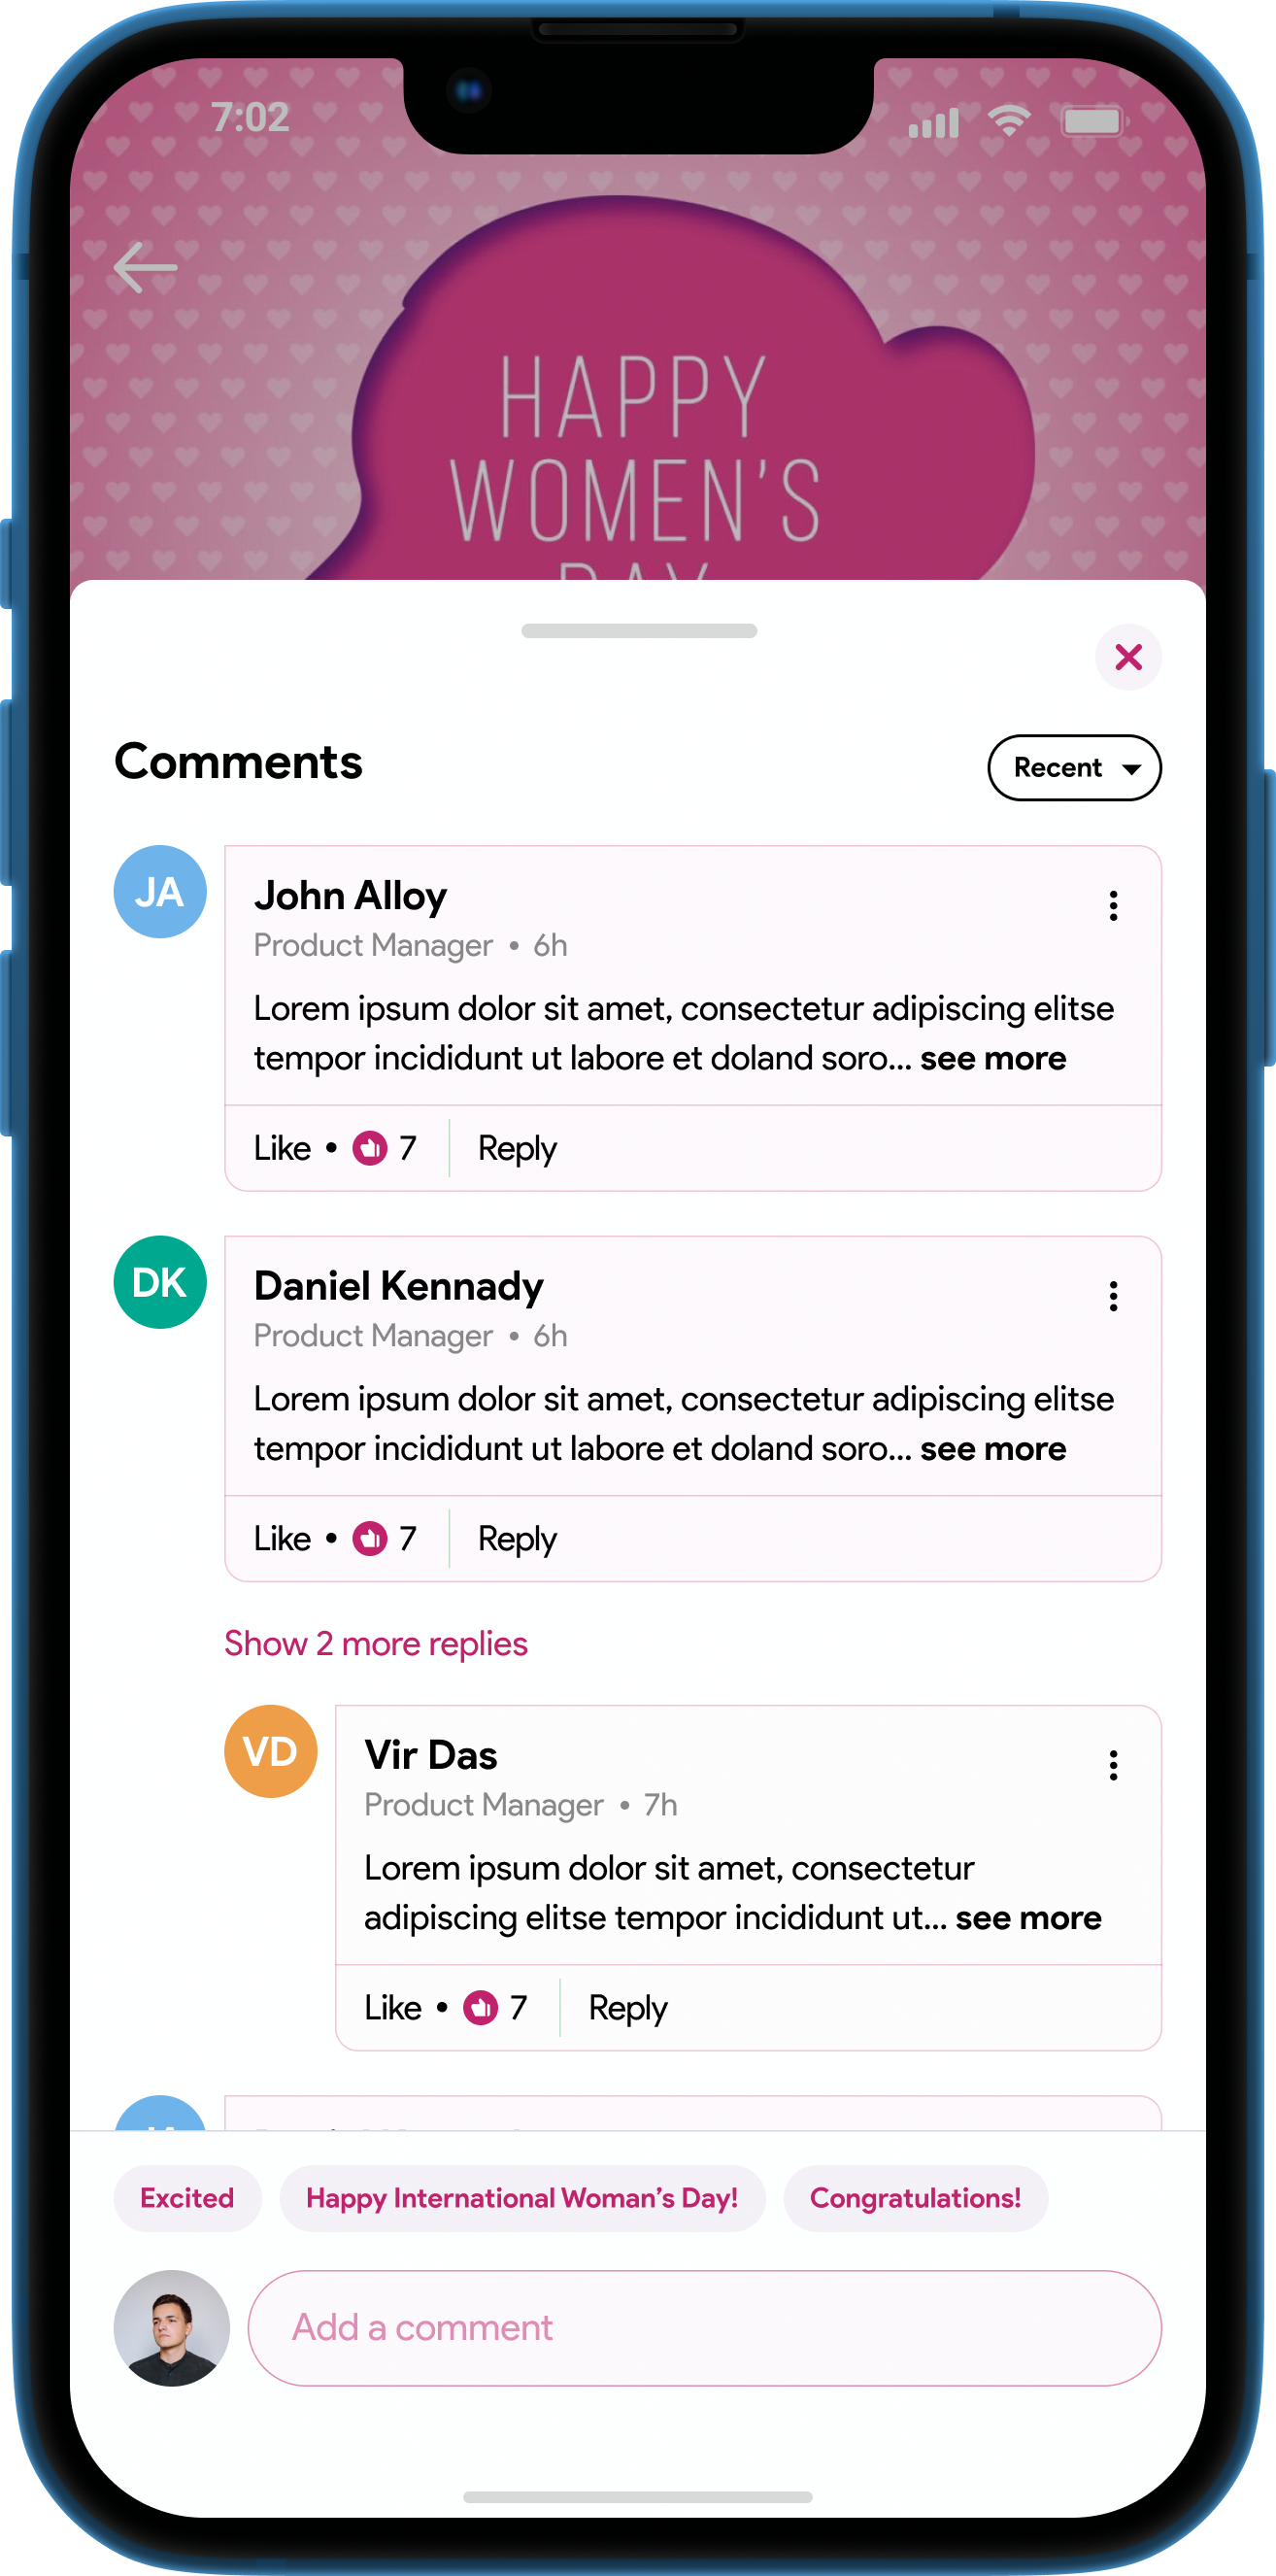 7:02
HAPPY
WOMEN'S
DAY
Comments
Recent
JA
John Alloy
Product Manager • 6h
Lorem ipsum dolor sit amet, consectetur adipiscing elitse
tempor incididunt ut labore et doland soro... see more
Like • 7 Reply
DK
Daniel Kennady
Product Manager • 6h
Lorem ipsum dolor sit amet, consectetur adipiscing elitse
tempor incididunt ut labore et doland soro... see more
Like • 7 Reply
Show 2 more replies
VD
Vir Das
Product Manager • 7h
Lorem ipsum dolor sit amet, consectetur
adipiscing elitse tempor incididunt ut... see more
Like • 7 Reply
Excited
Happy International Woman’s Day!
Congratulations!
Add a comment